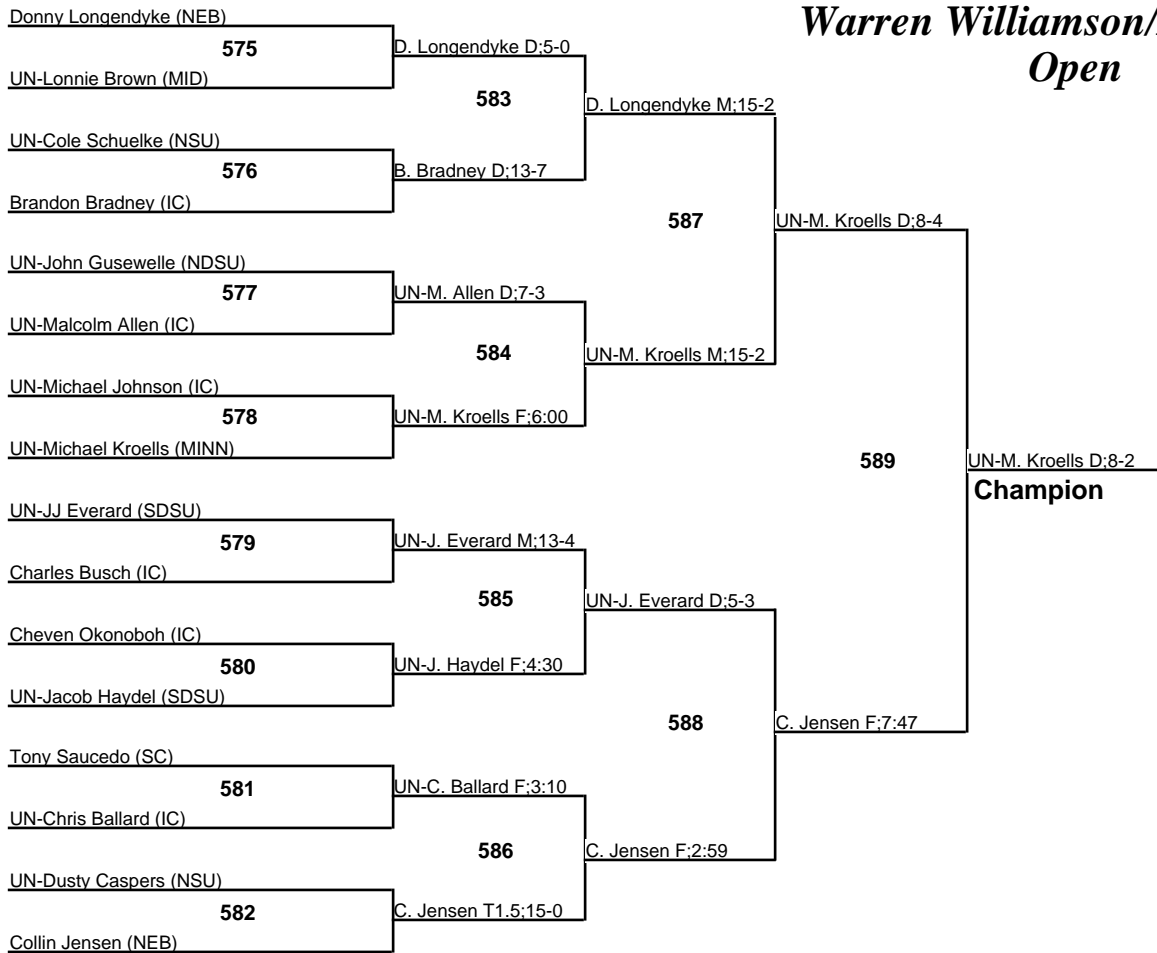 Warren Williamson/
Open
Donny Longendyke (NEB)
575
UN-Lonnie Brown (MID)
D. Longendyke D;5-0
583
D. Longendyke M;15-2
UN-Cole Schuelke (NSU)
576
Brandon Bradney (IC)
B. Bradney D;13-7
587
UN-M. Kroells D;8-4
UN-John Gusewelle (NDSU)
577
UN-Malcolm Allen (IC)
UN-M. Allen D;7-3
584
UN-M. Kroells M;15-2
UN-Michael Johnson (IC)
578
UN-Michael Kroells (MINN)
UN-M. Kroells F;6:00
589
UN-M. Kroells D;8-2
Champion
UN-JJ Everard (SDSU)
579
Charles Busch (IC)
UN-J. Everard M;13-4
585
UN-J. Everard D;5-3
Cheven Okonoboh (IC)
580
UN-Jacob Haydel (SDSU)
UN-J. Haydel F;4:30
588
C. Jensen F;7:47
Tony Saucedo (SC)
581
UN-Chris Ballard (IC)
UN-C. Ballard F;3:10
586
C. Jensen F;2:59
UN-Dusty Caspers (NSU)
582
Collin Jensen (NEB)
C. Jensen T1.5;15-0